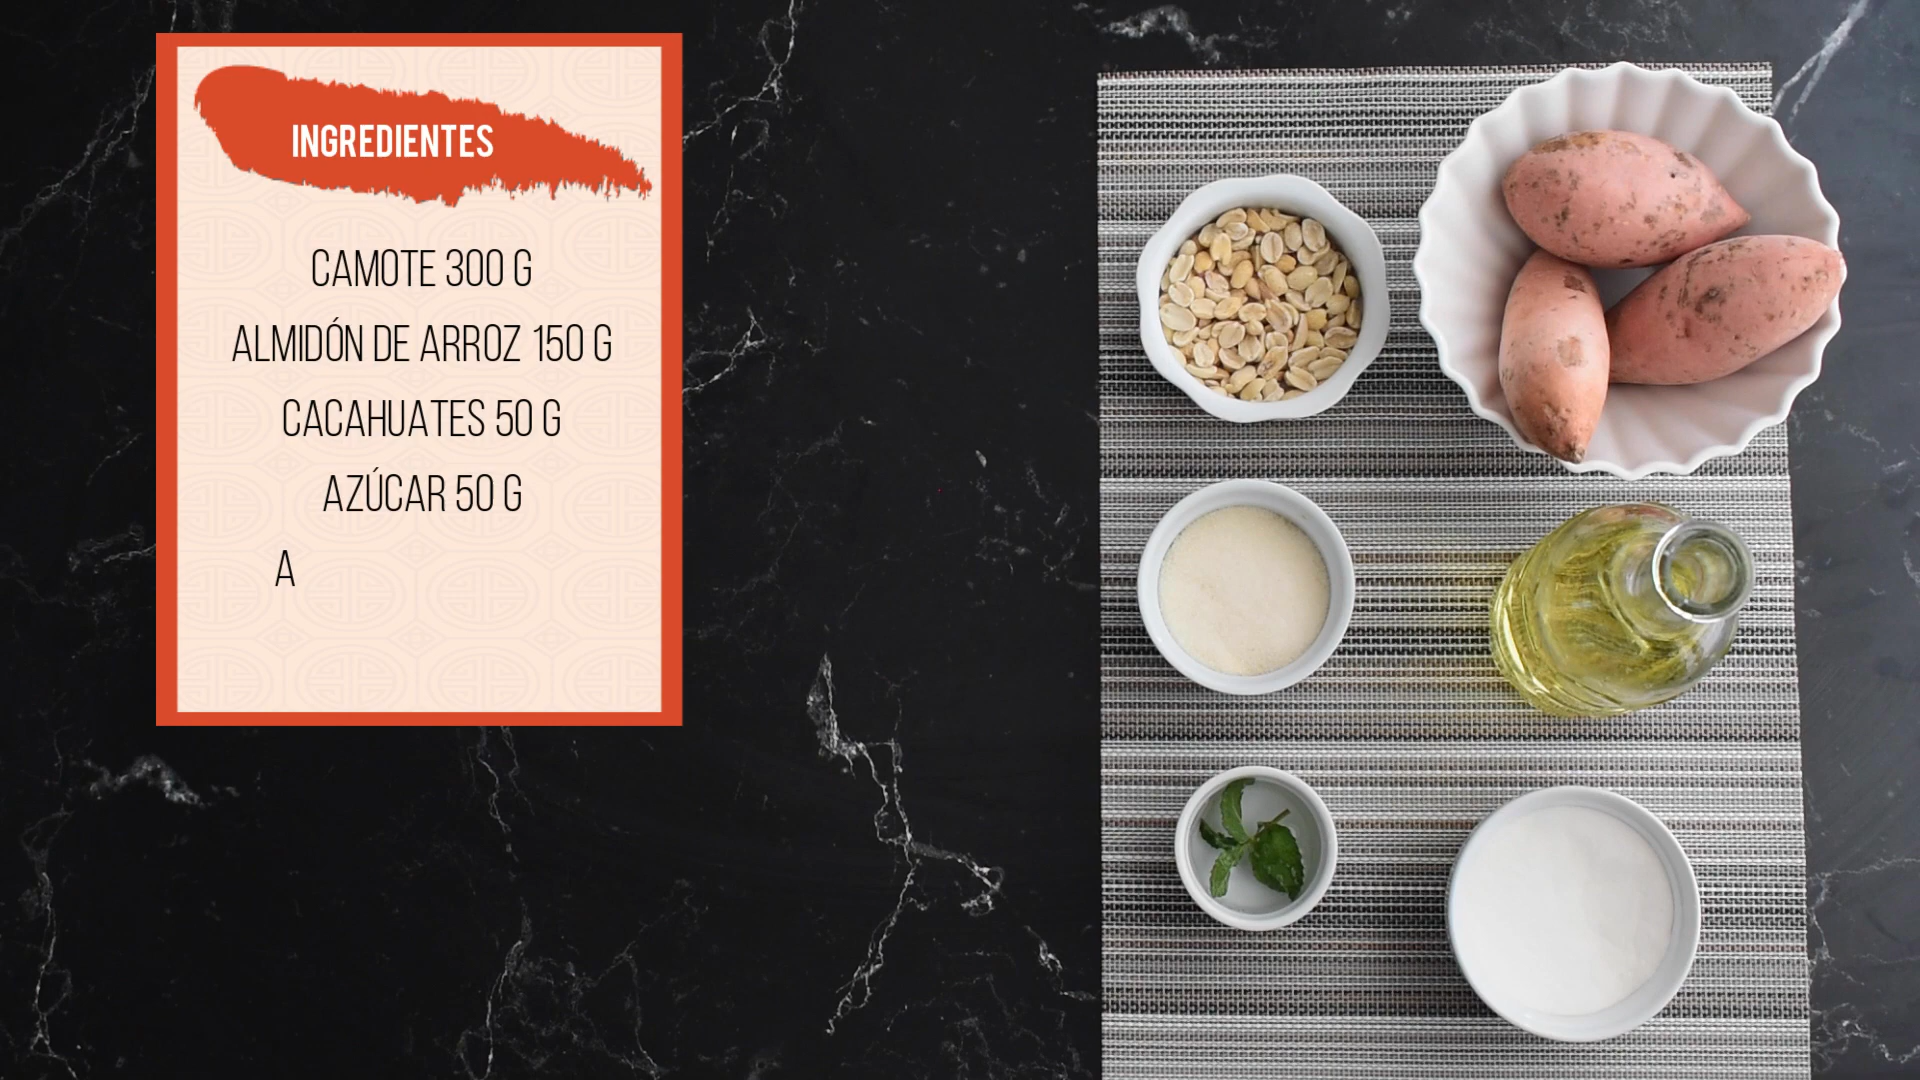 INGREDIENTES
CAMOTE 300 G
ALMIDÓN DE ARROZ 150 G
CACAHUATES 50 G
AZÚCAR 50 G
A